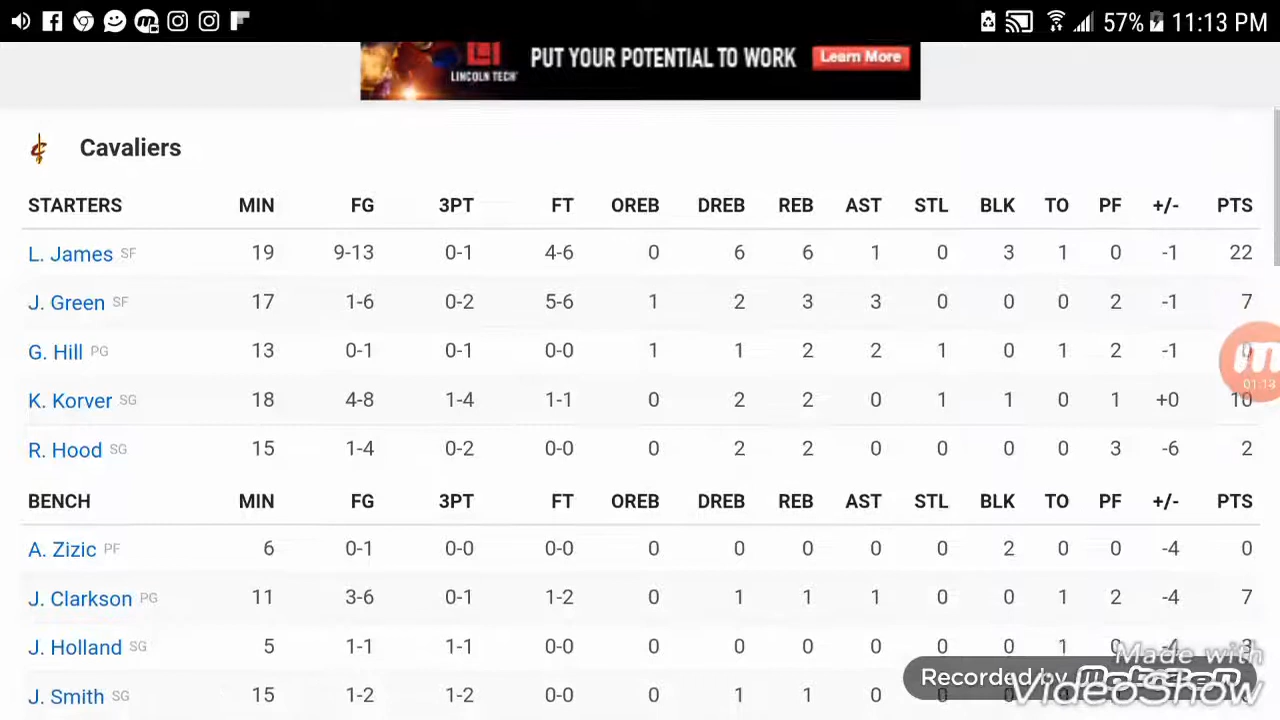 57% 11:13 PM
LINCOLN TECH
PUT YOUR POTENTIAL TO WORK
Learn More
Cavaliers
STARTERS MIN FG 3PT FT OREB DREB REB AST STL BLK TO PF +/- PTS
L. James SF 19 9-13 0-1 4-6 0 6 6 1 0 3 1 0 -1 22
J. Green SF 17 1-6 0-2 5-6 1 2 3 3 0 0 0 2 -1 7
G. Hill PG 13 0-1 0-1 0-0 1 1 2 2 1 0 1 2 -1 0
01:13
K. Korver SG 18 4-8 1-4 1-1 0 2 2 0 1 1 0 1 +0 10
R. Hood SG 15 1-4 0-2 0-0 0 2 2 0 0 0 0 3 -6 2
BENCH MIN FG 3PT FT OREB DREB REB AST STL BLK TO PF +/- PTS
A. Zizic PF 6 0-1 0-0 0-0 0 0 0 0 0 2 0 0 -4 0
J. Clarkson PG 11 3-6 0-1 1-2 0 1 1 1 0 0 1 2 -4 7
J. Holland SG 5 1-1 1-1 0-0 0 0 0 0 0 0 1 0 -4 3
Made with
VideoShow
Recorded by
J. Smith SG 15 1-2 1-2 0-0 0 1 1 0